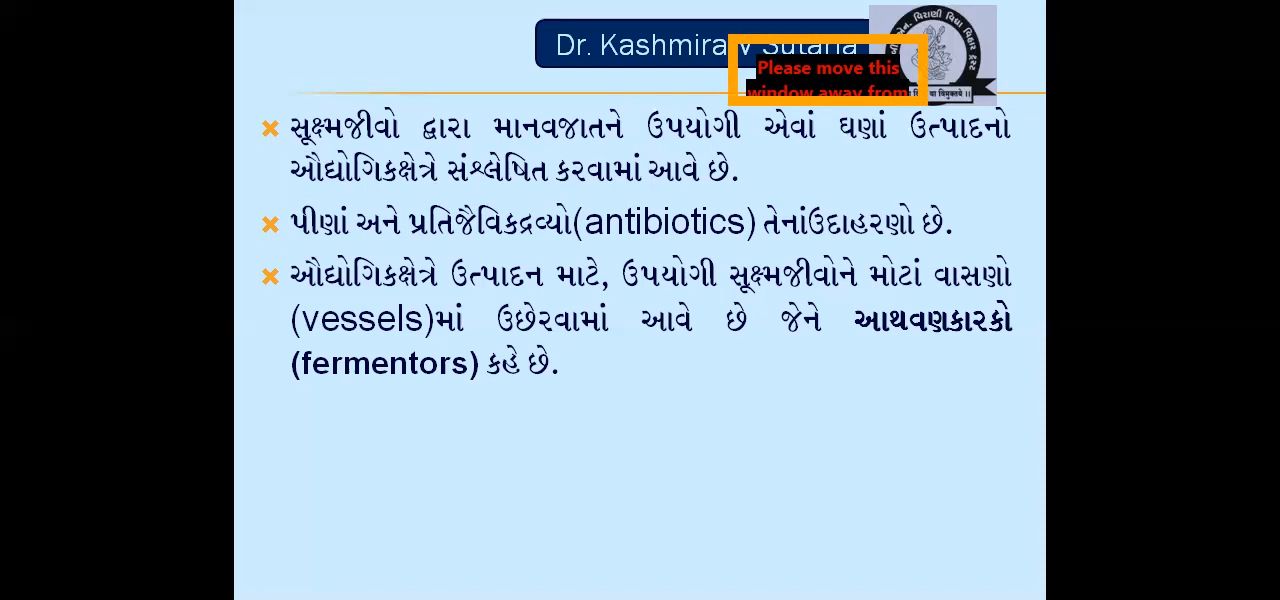 Dr. Kashmira V Sutaria
Please move this
window away from
સૂક્ષ્મજીવો દ્વારા માનવજાતને ઉપયોગી એવાં ઘણાં ઉત્પાદનો
ઔદ્યોગિકક્ષેત્રે સંશ્લેષિત કરવામાં આવે છે.
પીણાં અને પ્રતિજૈવિકદ્રવ્યો(antibiotics) તેનાંઉદાહરણો છે.
ઔદ્યોગિકક્ષેત્રે ઉત્પાદન માટે, ઉપયોગી સૂક્ષ્મજીવોને મોટાં વાસણો
(vessels)માં ઉછેરવામાં આવે છે જેને આથવણકારકો
(fermentors) કહે છે.